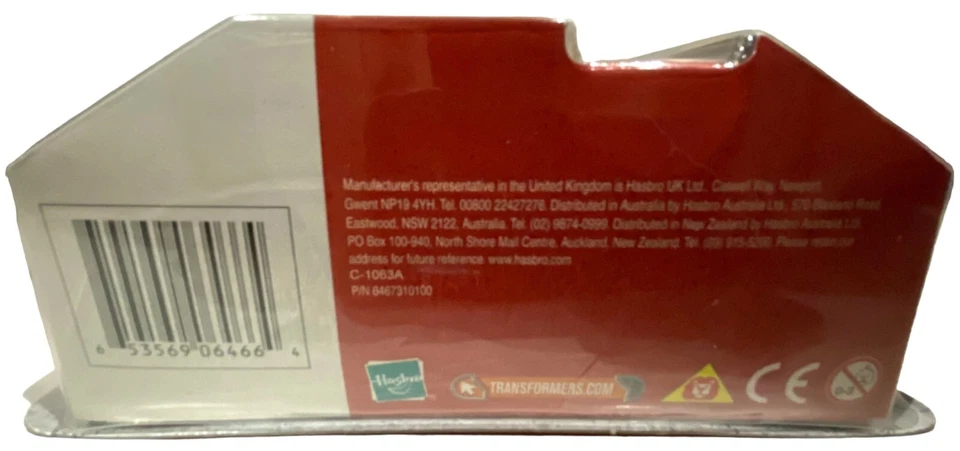 Manufacturer's representative in the United Kingdom is Hasbro UK Ltd., Caswell Way, Newport,
Gwent NP19 4YH. Tel. 00800 22427276. Distributed in Australia by Hasbro Australia Ltd., 570 Blaxland Road
Eastwood, NSW 2122, Australia. Tel. (02) 9874-0999. Distributed in New Zealand by Hasbro Australia Ltd.
PO Box 100-940, North Shore Mail Centre, Auckland, New Zealand. Tel. (09) 915-5200. Please retain our
address for future reference. www.hasbro.com
C-1063A
P/N 6467310100
6 53569 06466 4
Hasbro
TRANSFORMERS.COM
CE
0-3